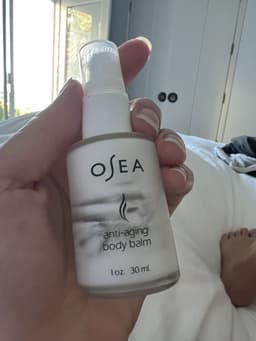 OSEA
anti-aging
body balm
1 oz. 30 ml.